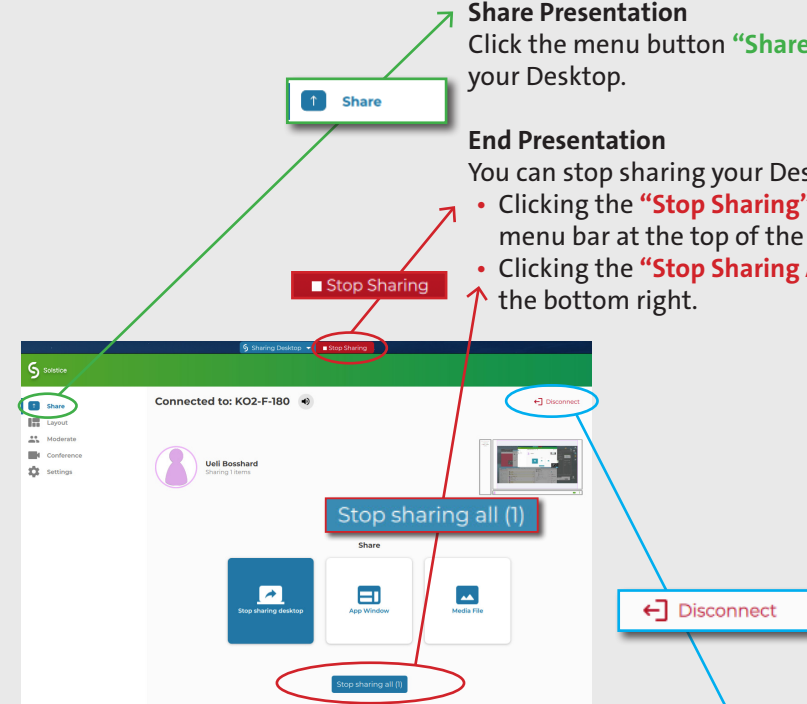 Share Presentation
Click the menu button “Share
your Desktop.
Share
End Presentation
You can stop sharing your Des
• Clicking the “Stop Sharing”
menu bar at the top of the
• Clicking the “Stop Sharing A
the bottom right.
Stop Sharing
Sharing Desktop
Stop Sharing
Solstice
Share
Layout
Moderate
Conference
Settings
Connected to: KO2-F-180
Disconnect
Ueli Bosshard
Sharing 1 items
Stop sharing all (1)
Share
Stop sharing desktop
App Window
Media File
Stop sharing all (1)
Disconnect